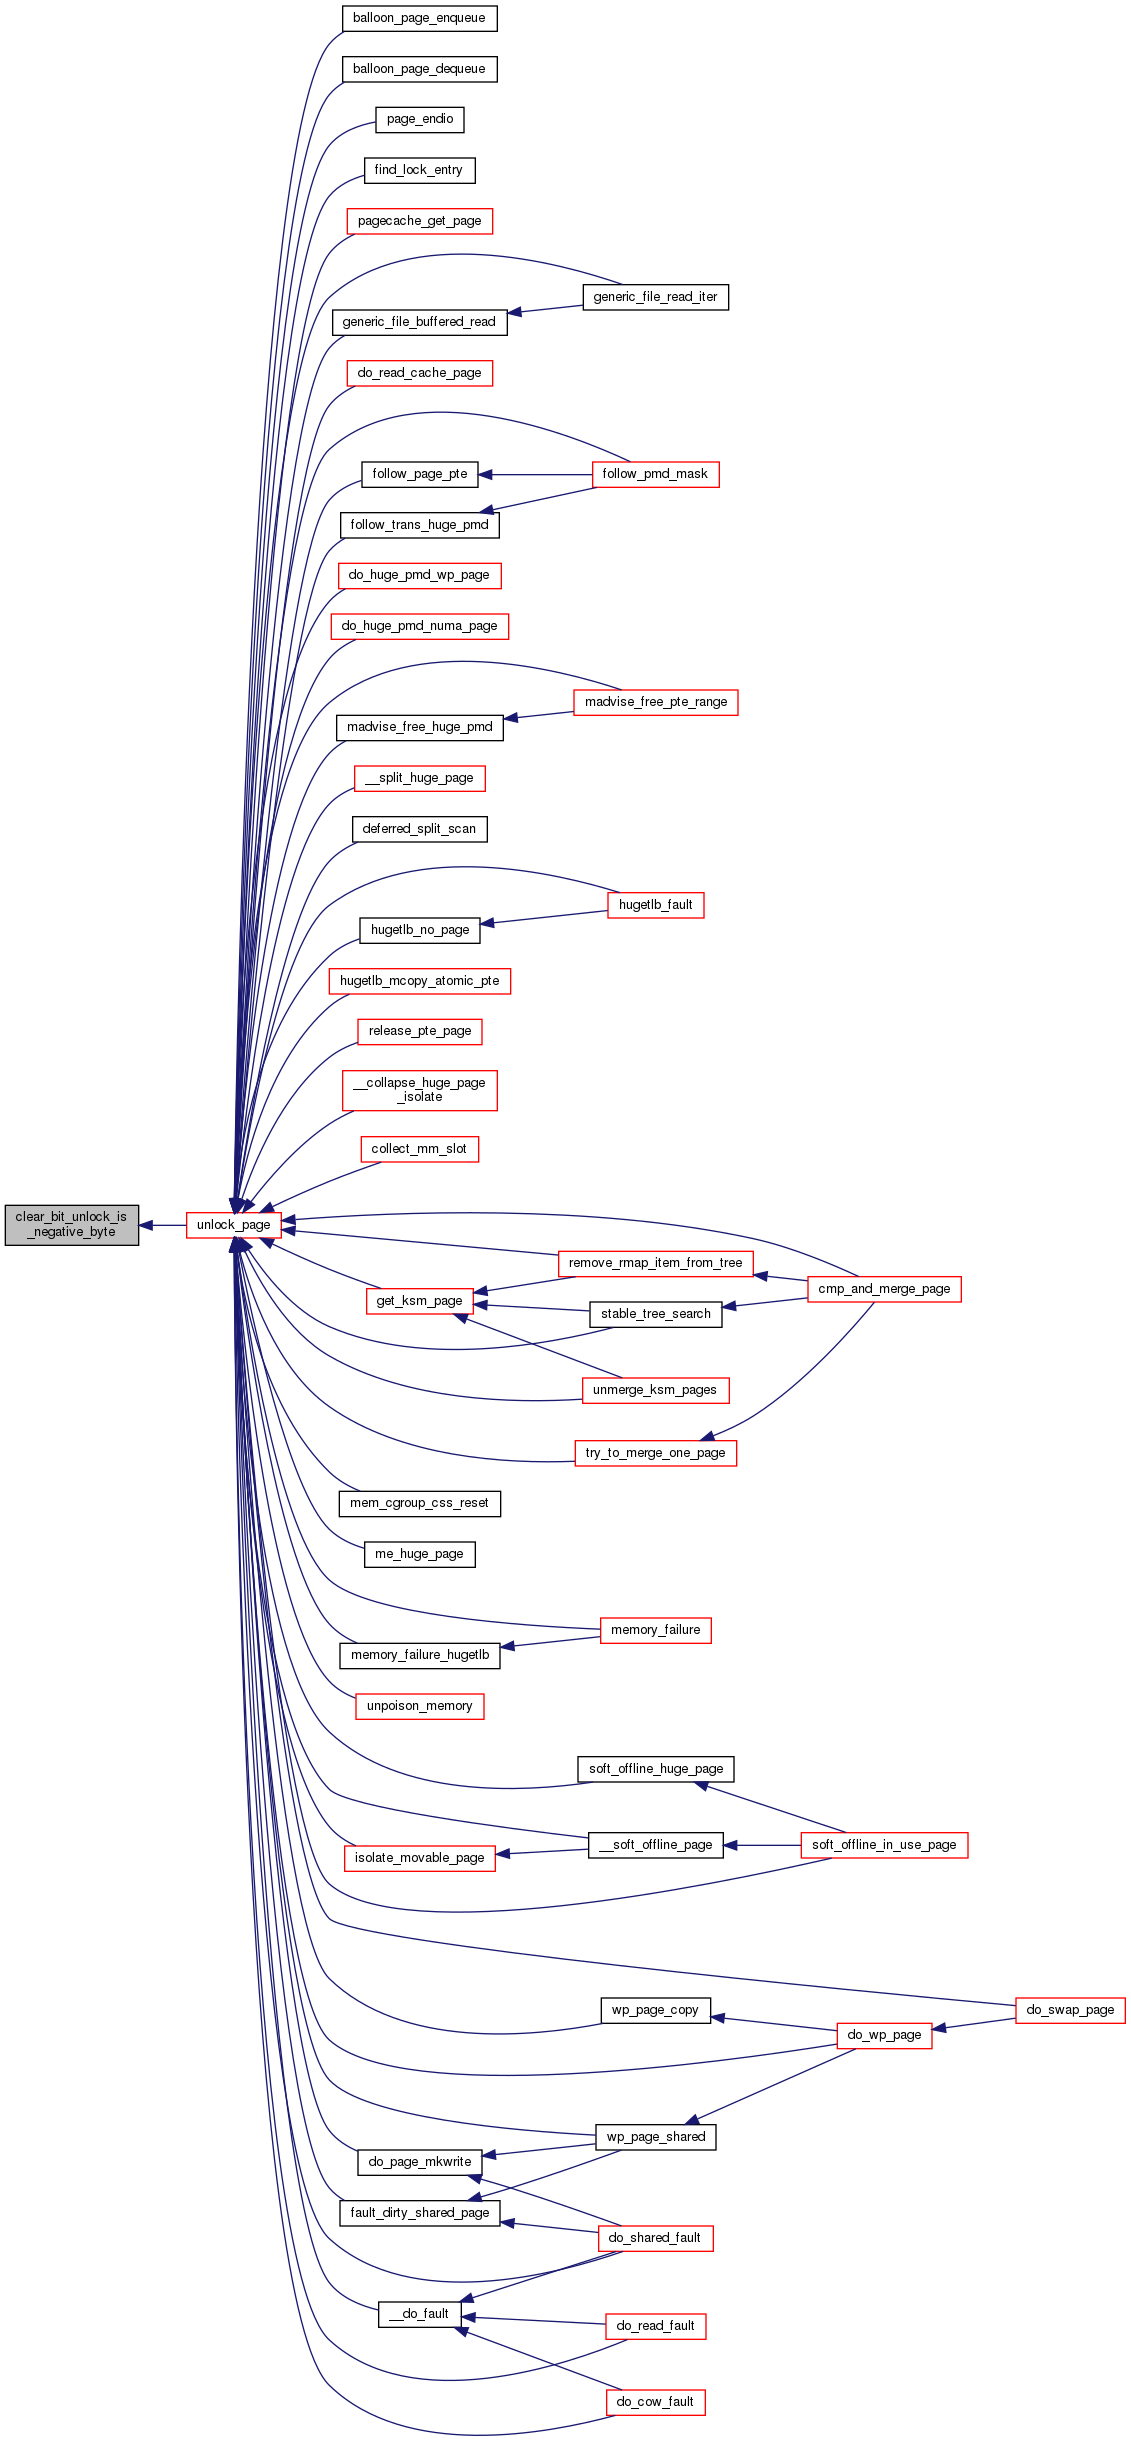 balloon_page_enqueue
balloon_page_dequeue
page_endio
find_lock_entry
pagecache_get_page
generic_file_read_iter
generic_file_buffered_read
do_read_cache_page
follow_page_pte
follow_pmd_mask
follow_trans_huge_pmd
do_huge_pmd_wp_page
do_huge_pmd_numa_page
madvise_free_pte_range
madvise_free_huge_pmd
__split_huge_page
deferred_split_scan
hugetlb_fault
hugetlb_no_page
hugetlb_mcopy_atomic_pte
release_pte_page
__collapse_huge_page
_isolate
collect_mm_slot
clear_bit_unlock_is
_negative_byte
unlock_page
remove_rmap_item_from_tree
cmp_and_merge_page
get_ksm_page
stable_tree_search
unmerge_ksm_pages
try_to_merge_one_page
mem_cgroup_css_reset
me_huge_page
memory_failure
memory_failure_hugetlb
unpoison_memory
soft_offline_huge_page
__soft_offline_page
soft_offline_in_use_page
isolate_movable_page
wp_page_copy
do_swap_page
do_wp_page
wp_page_shared
do_page_mkwrite
fault_dirty_shared_page
do_shared_fault
__do_fault
do_read_fault
do_cow_fault